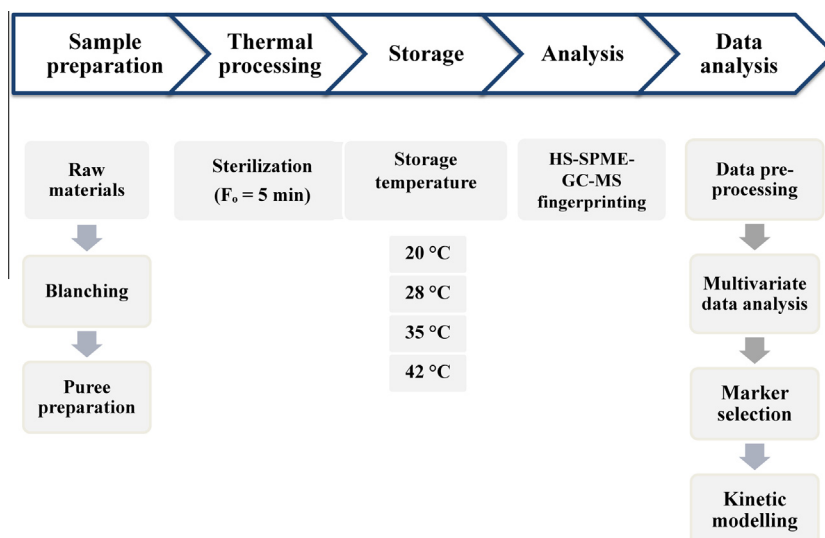 Sample
preparation
Thermal
processing
Storage
Analysis
Data
analysis
Raw
materials
Blanching
Puree
preparation
Sterilization
(Fₒ = 5 min)
Storage
temperature
20 °C
28 °C
35 °C
42 °C
HS-SPME-
GC-MS
fingerprinting
Data pre-
processing
Multivariate
data analysis
Marker
selection
Kinetic
modelling